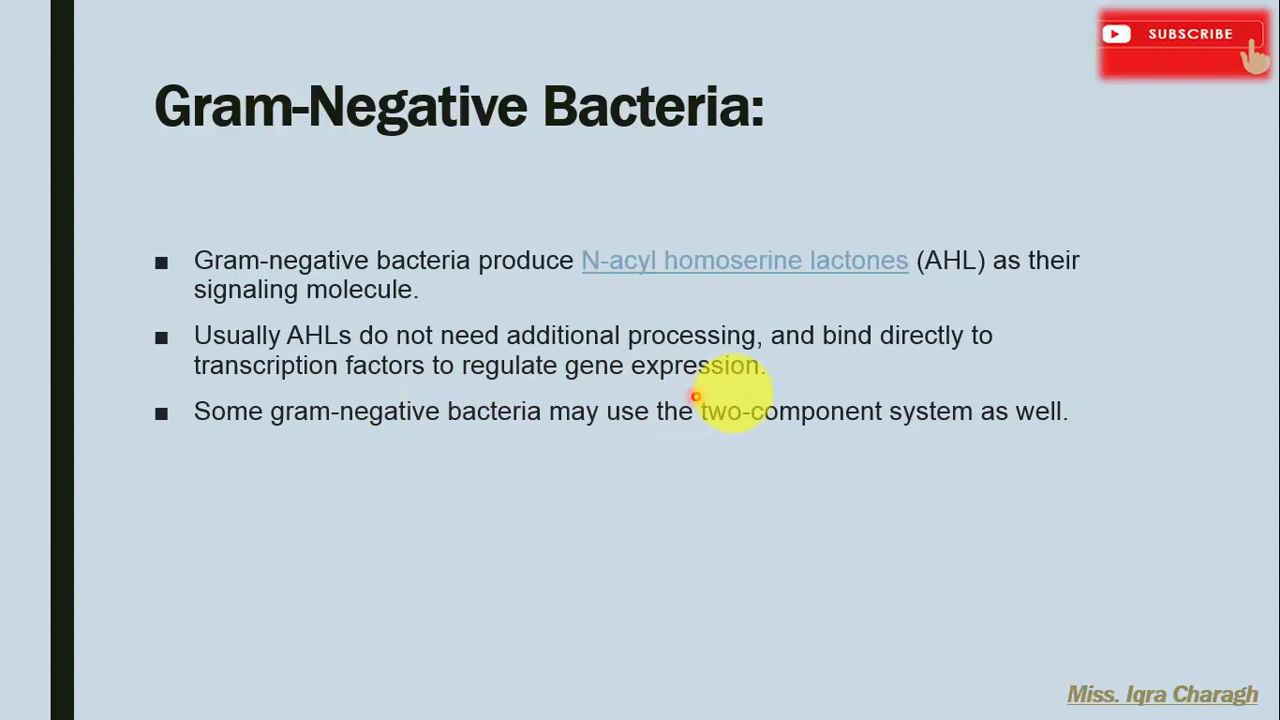 SUBSCRIBE
Gram-Negative Bacteria:
■ Gram-negative bacteria produce N-acyl homoserine lactones (AHL) as their
signaling molecule.
■ Usually AHLs do not need additional processing, and bind directly to
transcription factors to regulate gene expression.
■ Some gram-negative bacteria may use the two-component system as well.
Miss. Iqra Charagh